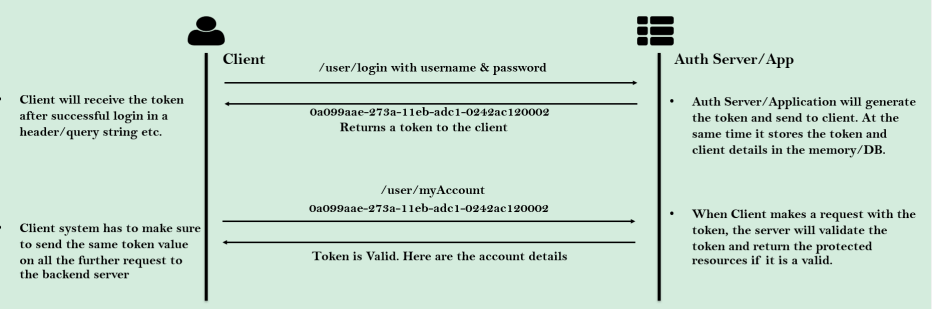 Client
Auth Server/App
/user/login with username & password
0a099aae-273a-11eb-adc1-0242ac120002
Returns a token to the client
• Client will receive the token
after successful login in a
header/query string etc.
• Auth Server/Application will generate
the token and send to client. At the
same time it stores the token and
client details in the memory/DB.
/user/myAccount
0a099aae-273a-11eb-adc1-0242ac120002
• Client system has to make sure
to send the same token value
on all the further request to
the backend server
Token is Valid. Here are the account details
• When Client makes a request with the
token, the server will validate the
token and return the protected
resources if it is a valid.